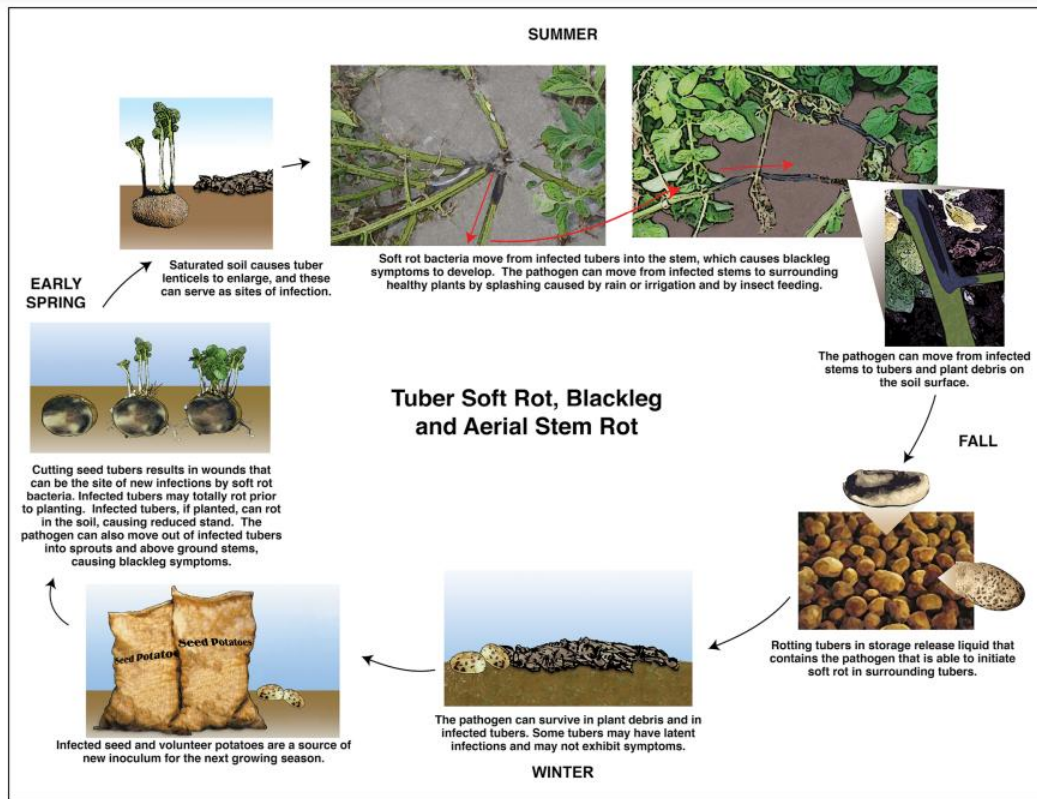 SUMMER
Saturated soil causes tuber
lenticels to enlarge, and these
can serve as sites of infection.
Soft rot bacteria move from infected tubers into the stem, which causes blackleg
symptoms to develop. The pathogen can move from infected stems to surrounding
healthy plants by splashing caused by rain or irrigation and by insect feeding.
The pathogen can move from infected
stems to tubers and plant debris on
the soil surface.
FALL
Rotting tubers in storage release liquid that
contains the pathogen that is able to initiate
soft rot in surrounding tubers.
The pathogen can survive in plant debris and in
infected tubers. Some tubers may have latent
infections and may not exhibit symptoms.
WINTER
Seed Potatoes
Seed Potatoes
Infected seed and volunteer potatoes are a source of
new inoculum for the next growing season.
EARLY
SPRING
Cutting seed tubers results in wounds that
can be the site of new infections by soft rot
bacteria. Infected tubers may totally rot prior
to planting. Infected tubers, if planted, can rot
in the soil, causing reduced stand. The
pathogen can also move out of infected tubers
into sprouts and above ground stems,
causing blackleg symptoms.
Tuber Soft Rot, Blackleg
and Aerial Stem Rot